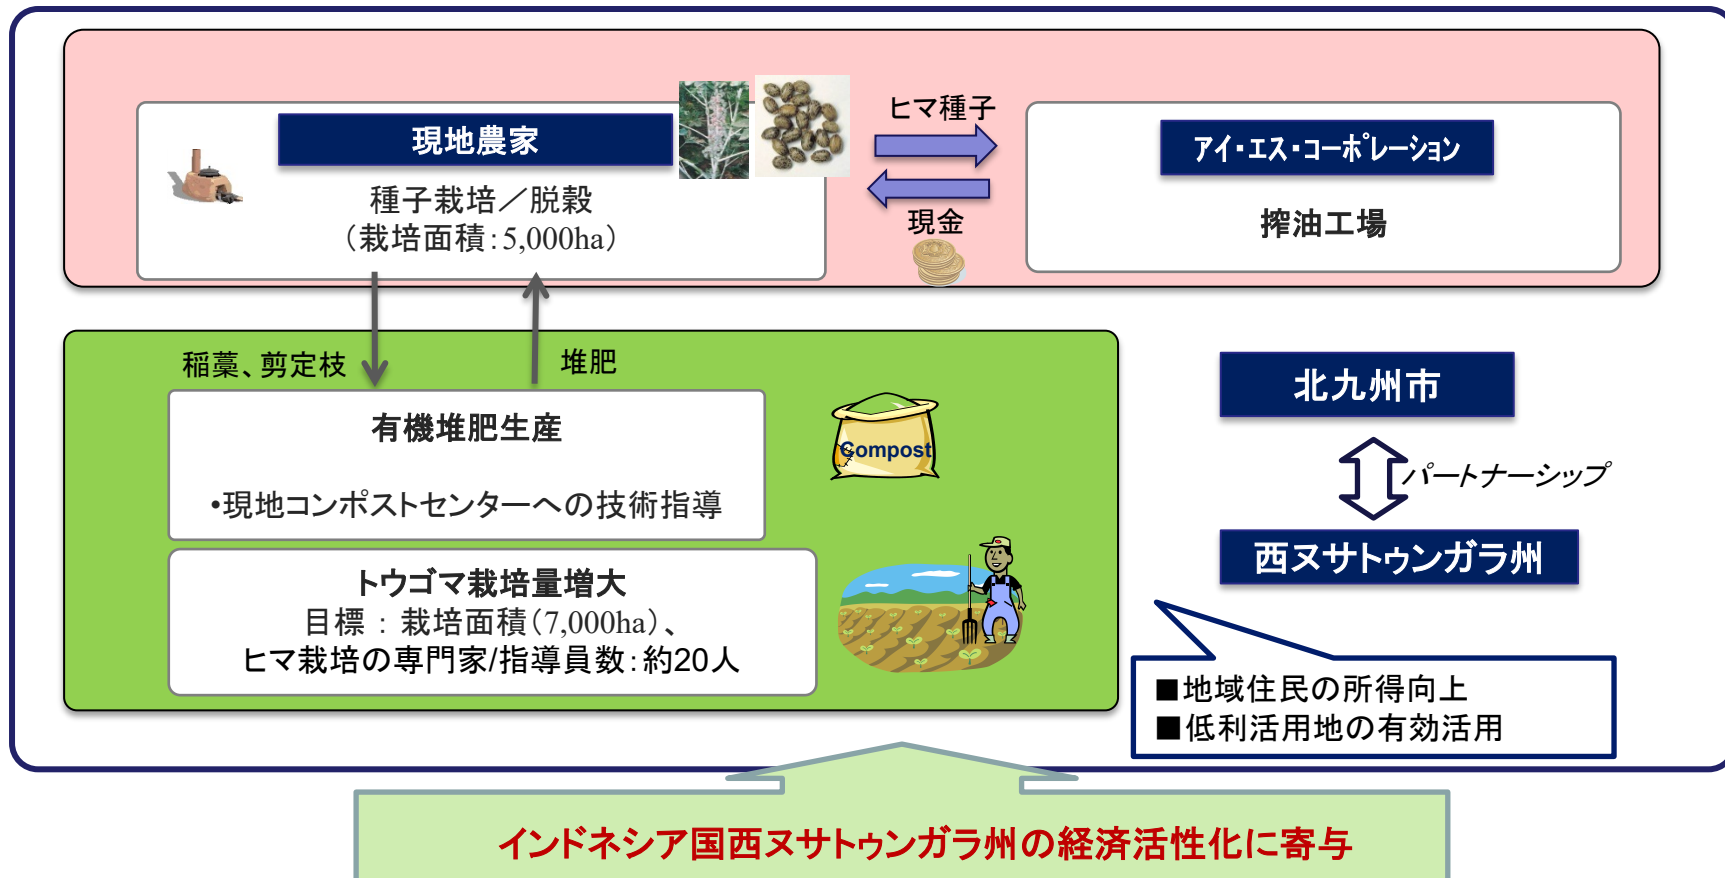 現地農家
種子栽培／脱穀
（栽培面積：5,000ha）
ヒマ種子
現金
アイ・エス・コーポレーション
搾油工場
稲藁、剪定枝
堆肥
有機堆肥生産
•現地コンポストセンターへの技術指導
Compost
トウゴマ栽培量増大
目標 ： 栽培面積（7,000ha）、
ヒマ栽培の専門家/指導員数：約20人
北九州市
パートナーシップ
西ヌサトゥンガラ州
■地域住民の所得向上
■低利活用地の有効活用
インドネシア国西ヌサトゥンガラ州の経済活性化に寄与